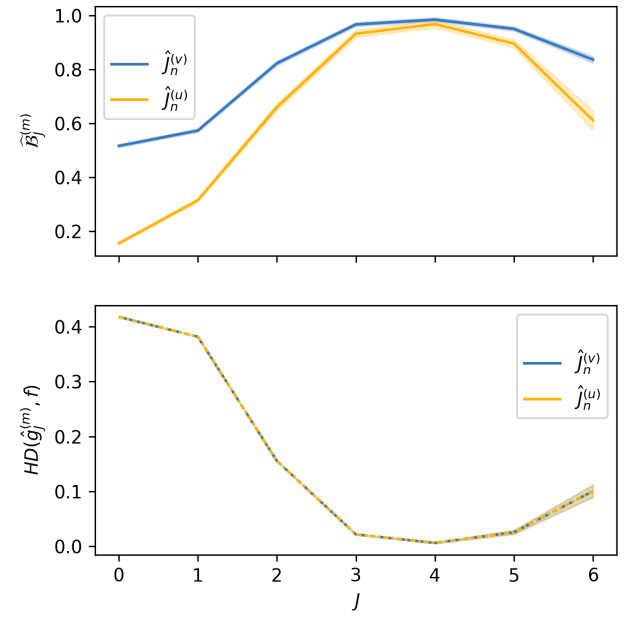 1.0
0.8
0.6
0.4
0.2
$\widehat{\mathcal{B}}_J^{(m)}$
$\hat{J}_n^{(v)}$
$\hat{J}_n^{(u)}$
0.4
0.3
0.2
0.1
0.0
$HD(\hat{g}_J^{(m)}, f)$
$\hat{J}_n^{(v)}$
$\hat{J}_n^{(u)}$
0 1 2 3 4 5 6
J